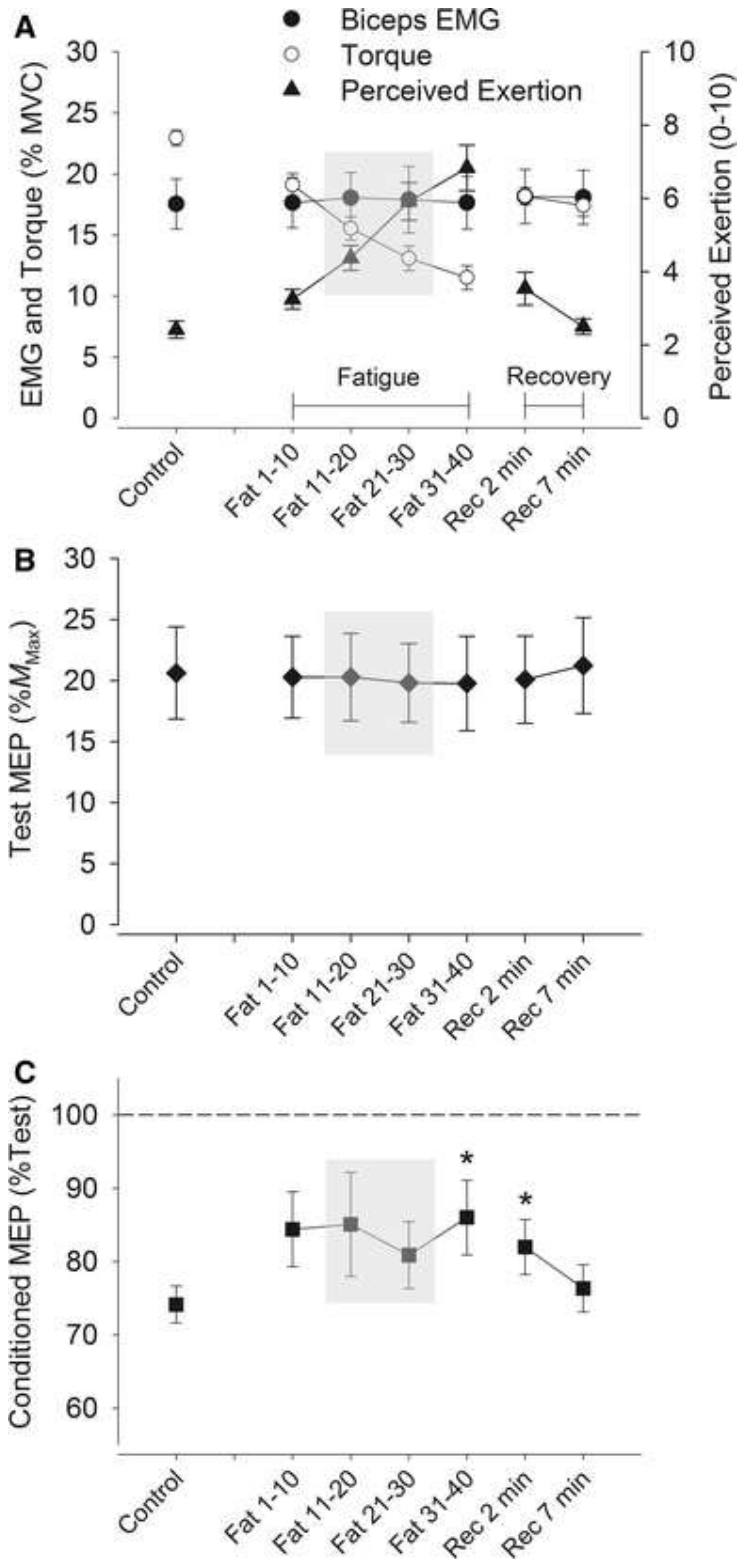 A
Biceps EMG
Torque
Perceived Exertion
EMG and Torque (% MVC)
30
25
20
15
10
5
0
Perceived Exertion (0-10)
10
8
6
4
2
0
Fatigue
Recovery
Control
Fat 1-10
Fat 11-20
Fat 21-30
Fat 31-40
Rec 2 min
Rec 7 min
B
Test MEP (%MMax)
30
25
20
15
10
5
0
Control
Fat 1-10
Fat 11-20
Fat 21-30
Fat 31-40
Rec 2 min
Rec 7 min
C
Conditioned MEP (%Test)
100
90
80
70
60
*
*
Control
Fat 1-10
Fat 11-20
Fat 21-30
Fat 31-40
Rec 2 min
Rec 7 min